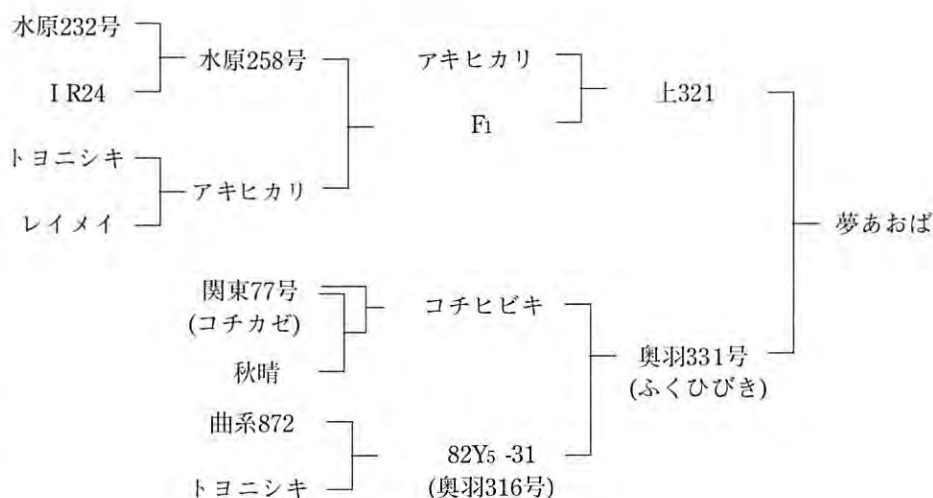 水原232号
IR24
水原258号
トヨニシキ
レイメイ
アキヒカリ
アキヒカリ
F1
上321
関東77号
(コチカゼ)
秋晴
コチヒビキ
曲系872
トヨニシキ
82Y5 -31
(奥羽316号)
奥羽331号
(ふくひびき)
夢あおば